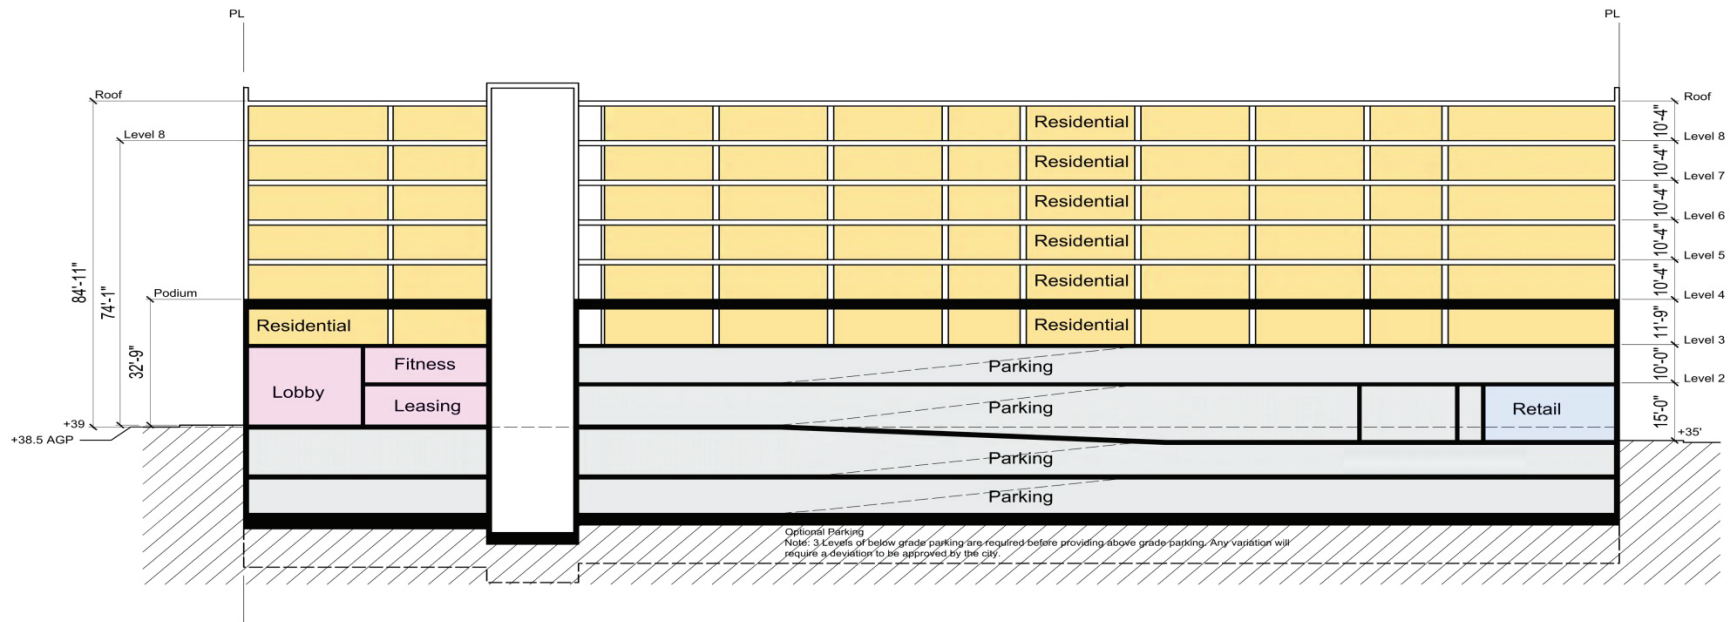 PL
PL
Roof
Roof
Residential
10'-4"
Level 8
Level 8
Residential
10'-4"
Level 7
Residential
10'-4"
Level 6
Residential
10'-4"
Level 5
84'-11"
74'-1"
Residential
10'-4"
Podium
Level 4
32'-9"
Residential
Residential
11'-9"
Level 3
Fitness
Parking
10'-0"
Level 2
Lobby
Leasing
Parking
Retail
15'-0"
+39
+35'
+38.5 AGP
Parking
Parking
Optional Parking
Note: 3 Levels of below grade parking are required before providing above grade parking. Any variation will
require a deviation to be approved by the city.